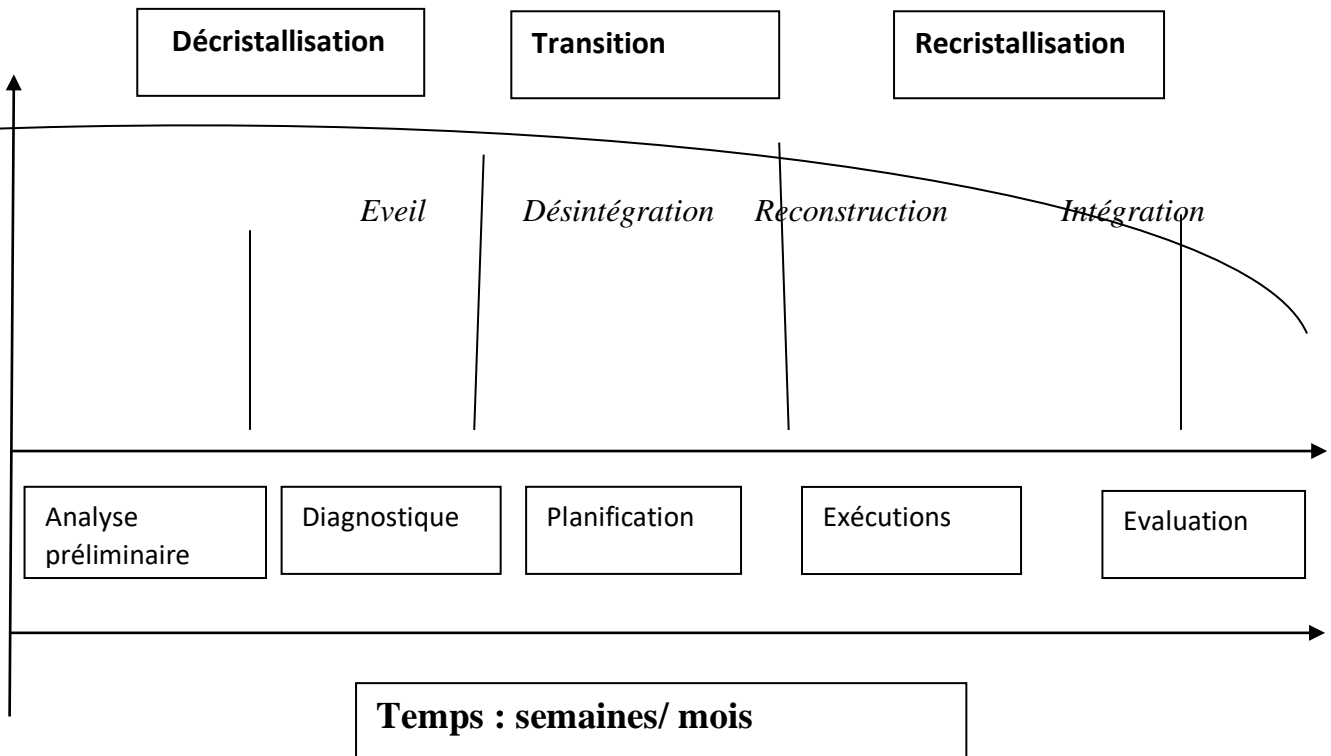 Décristallisation
Transition
Recristallisation
Eveil
Désintégration
Reconstruction
Intégration
Analyse
préliminaire
Diagnostique
Planification
Exécutions
Evaluation
Temps : semaines/ mois